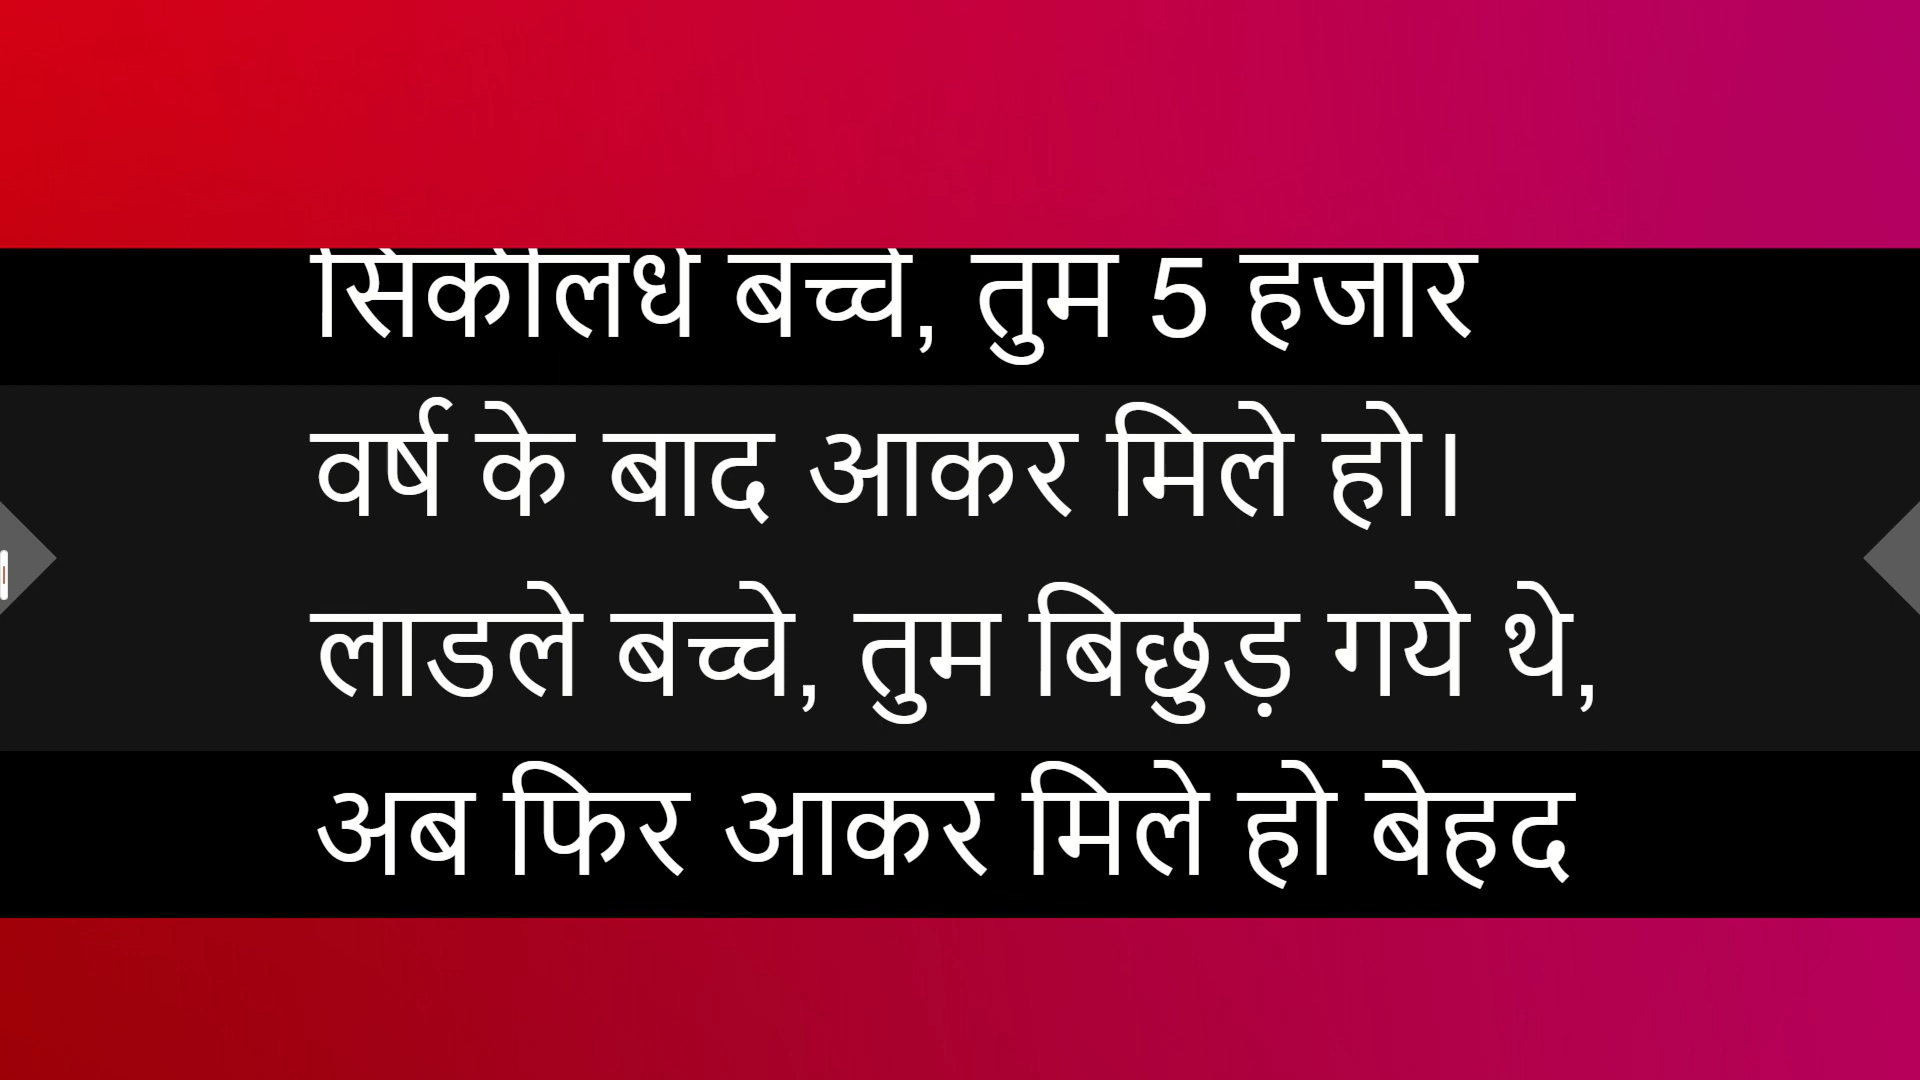 सिकीलधे बच्चे, तुम 5 हजार
वर्ष के बाद आकर मिले हो।
लाडले बच्चे, तुम बिछुड़ गये थे,
अब फिर आकर मिले हो बेहद